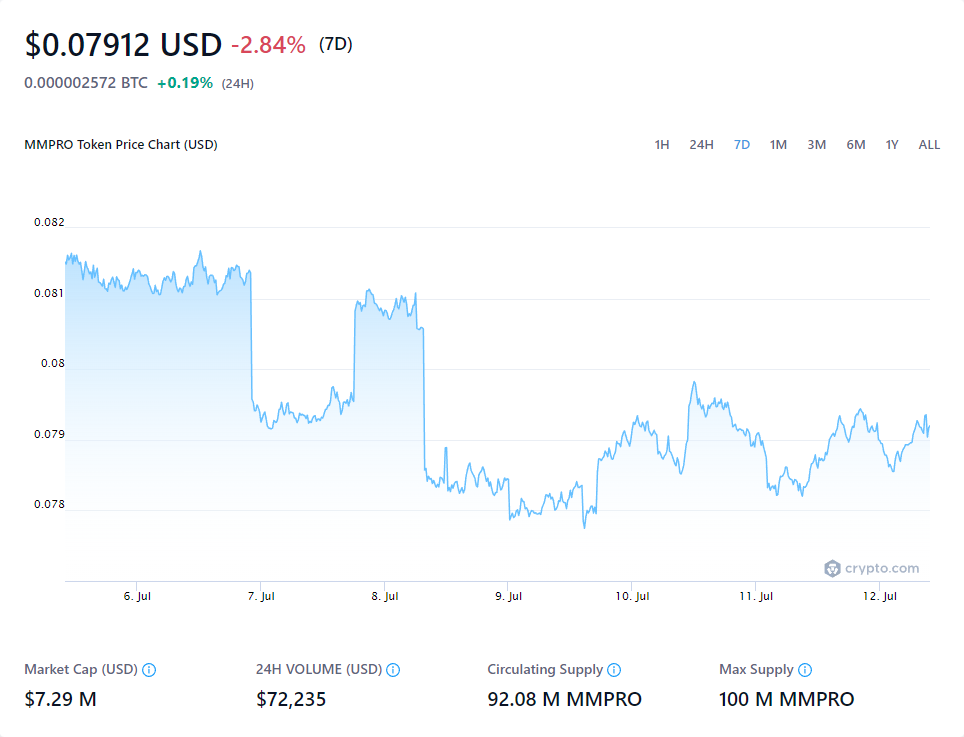 $0.07912 USD -2.84% (7D)
0.000002572 BTC +0.19% (24H)
MMPRO Token Price Chart (USD) 1H 24H 7D 1M 3M 6M 1Y ALL
0.082
0.081
0.08
0.079
0.078
crypto.com
6. Jul 7. Jul 8. Jul 9. Jul 10. Jul 11. Jul 12. Jul
Market Cap (USD) 24H VOLUME (USD) Circulating Supply Max Supply
$7.29 M $72,235 92.08 M MMPRO 100 M MMPRO